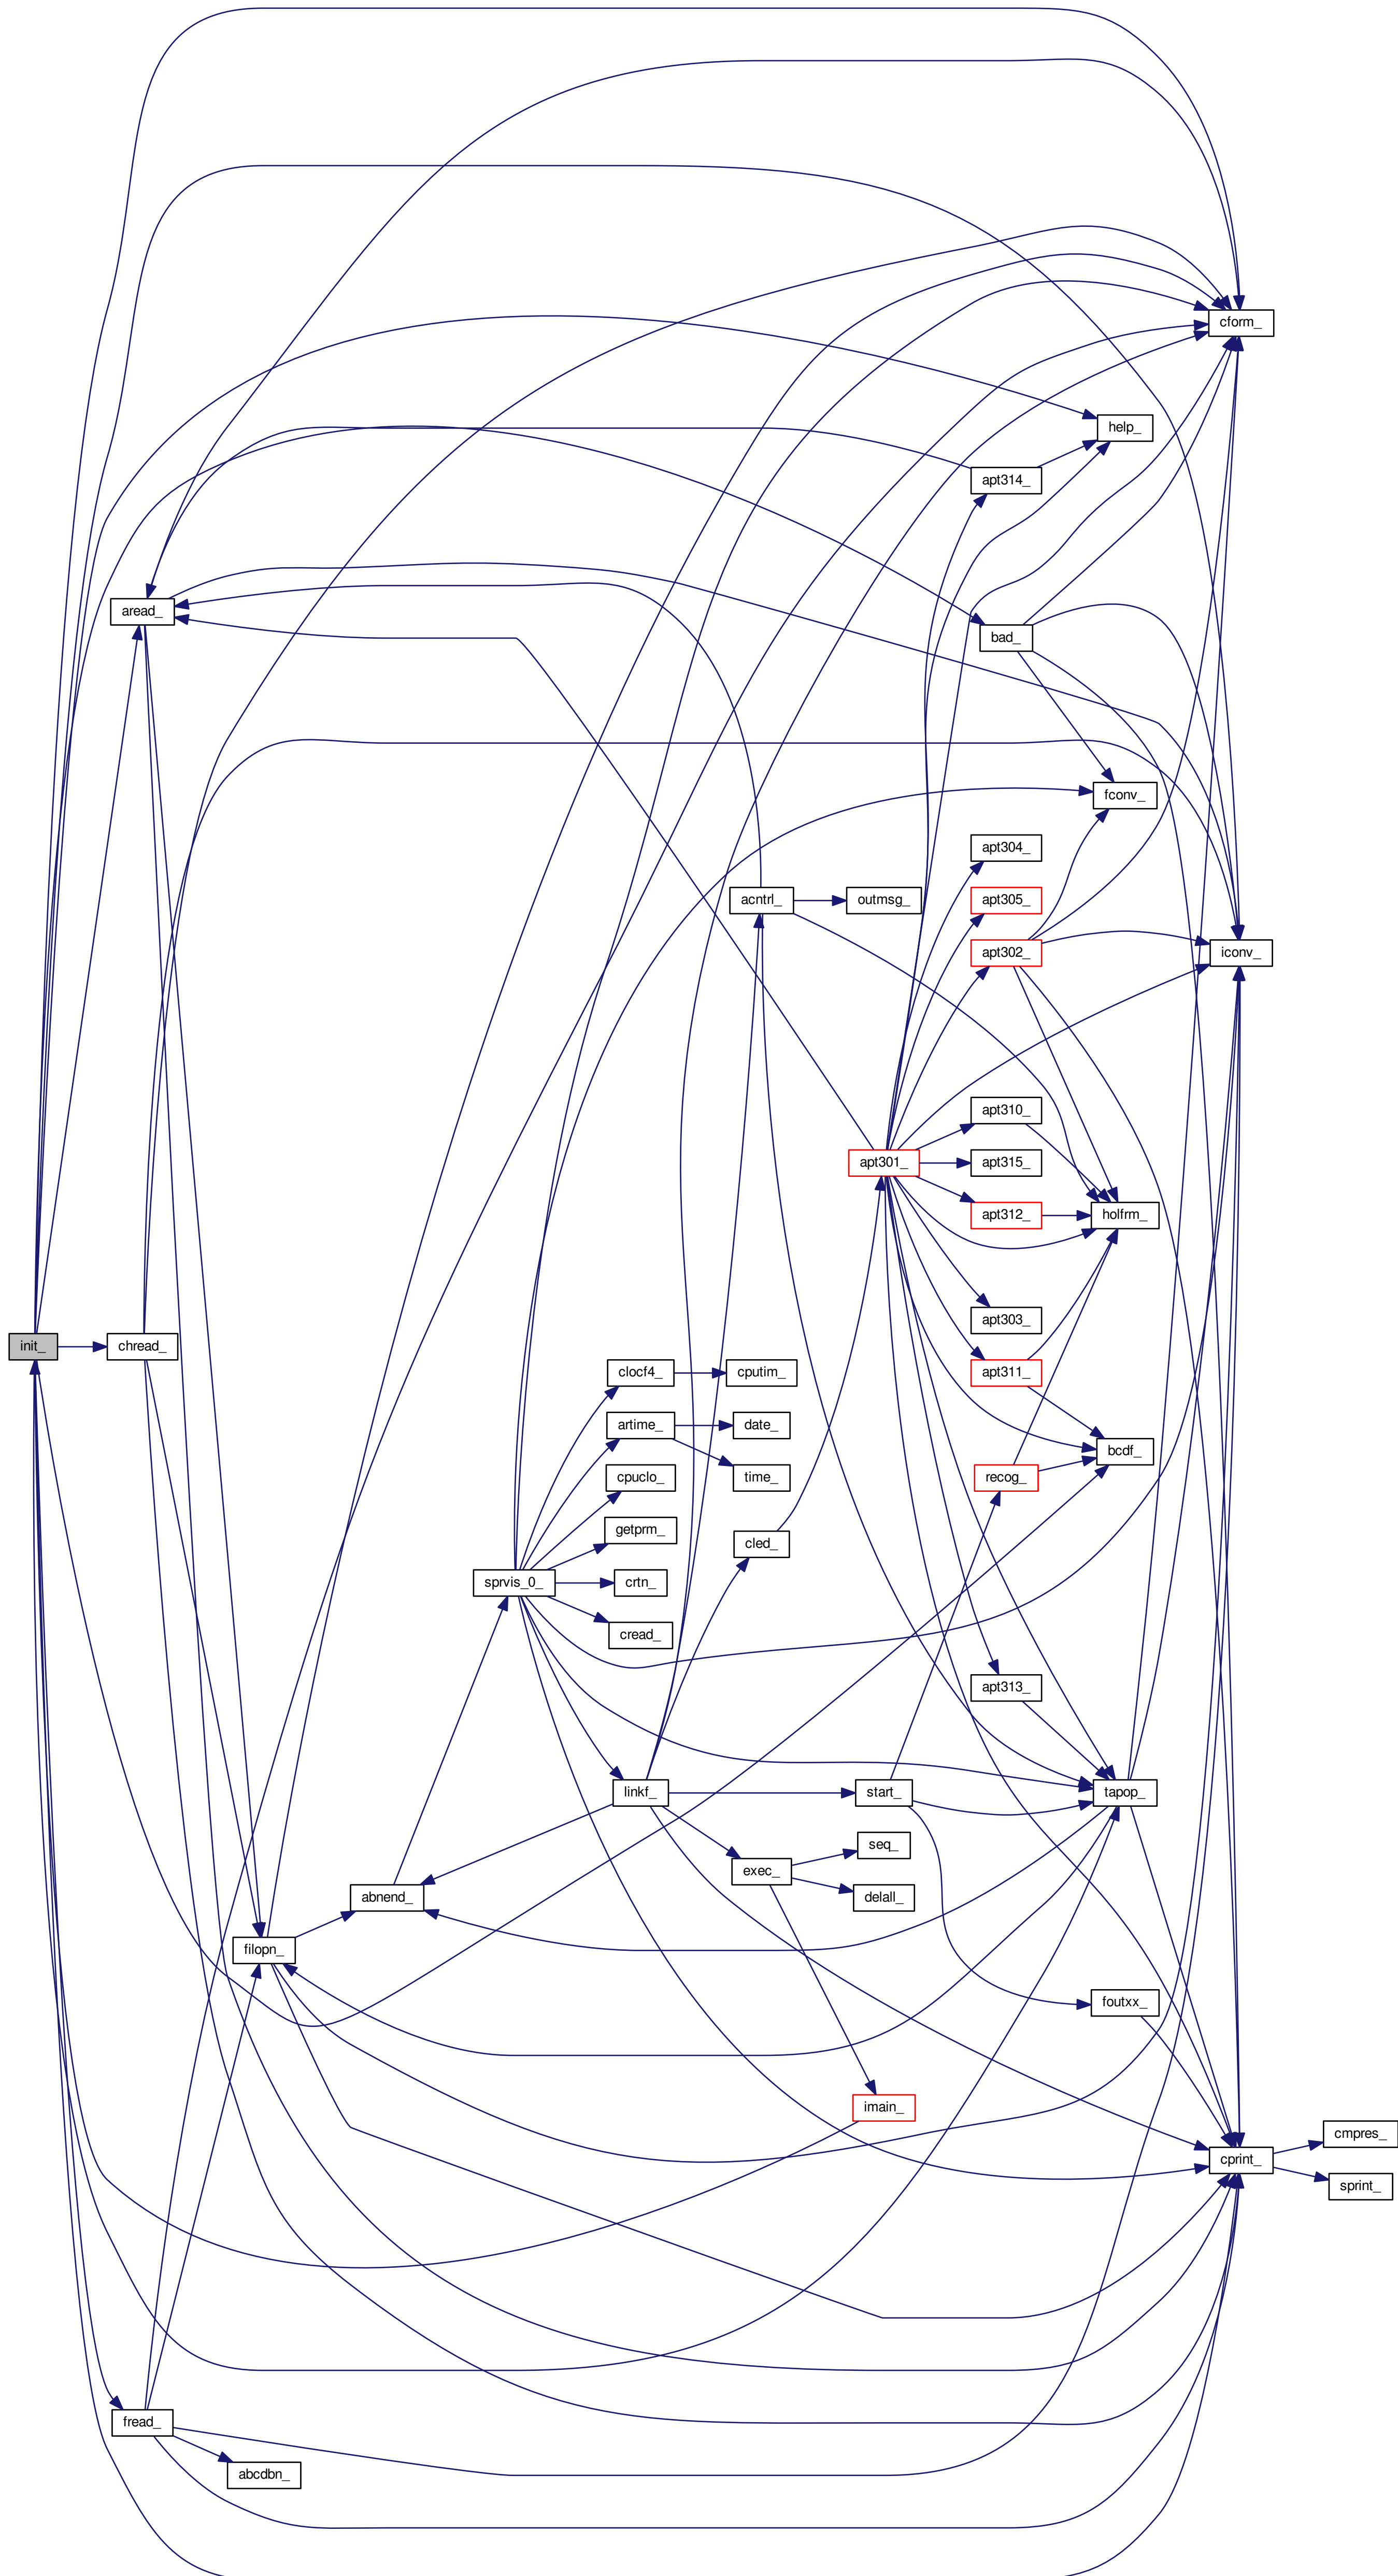 cform_
help_
apt314_
aread_
bad_
fconv_
apt304_
acntrl_
outmsg_
apt305_
apt302_
iconv_
apt310_
apt301_
apt315_
apt312_
holfrm_
apt303_
init_
chread_
clocf4_
cputim_
apt311_
artime_
date_
bcdf_
cpuclo_
time_
recog_
getprm_
cled_
sprvis_0_
crtn_
cread_
apt313_
linkf_
start_
tapop_
seq_
exec_
abnend_
delall_
filopn_
foutxx_
imain_
cmpres_
cprint_
sprint_
fread_
abcdbn_